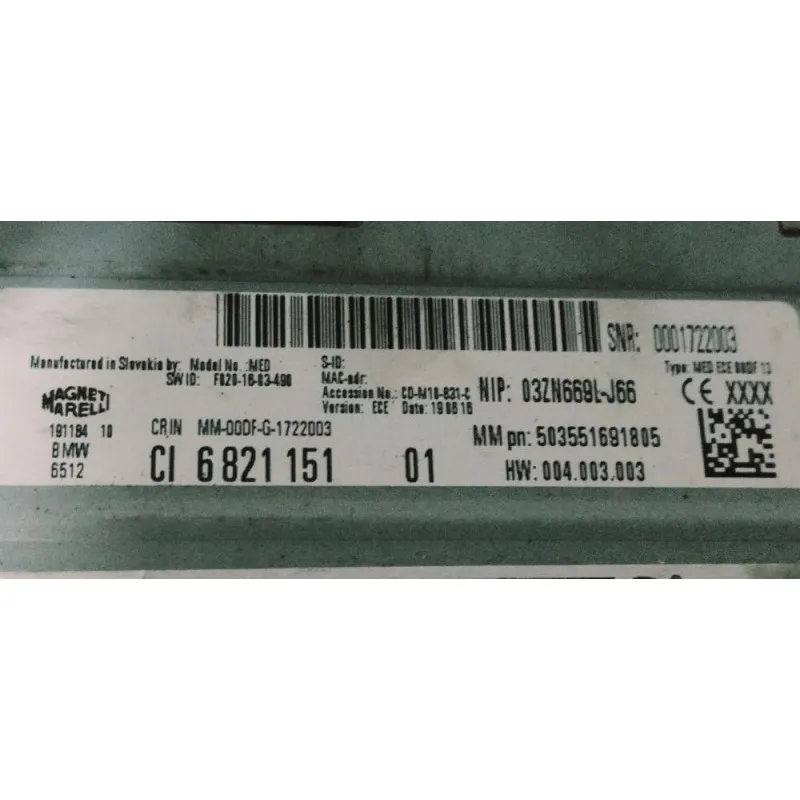 SNR: 0001722003
Manufactured in Slovakia by: Model No.: MED S-ID:
SW ID: F020-16-03-490 MAC-adr:
Accession No.: CD-M10-821-C
Version: ECE Date: 19 06 16
NIP: 03ZN669L-J66
Type: MED ECE 00DF 13
CE XXXX
MAGNETI
MARELLI
191184 10 CRIN MM-00DF-G-1722003
MM pn: 503551691805
BMW
6512
CI 6 821 151 01
HW: 004.003.003